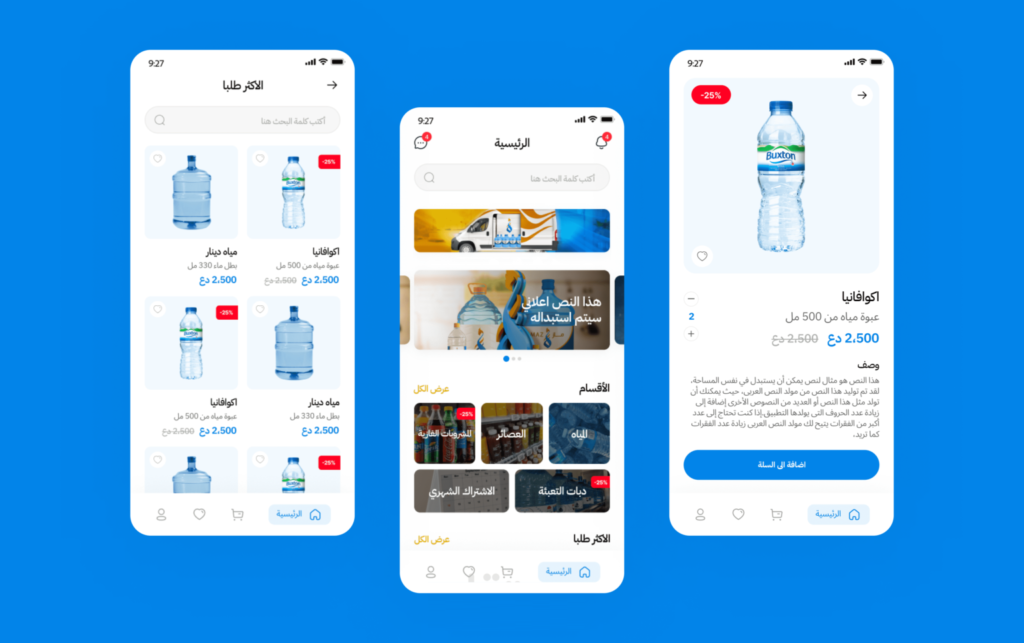 9:27
الاكثر طلبا
أكتب كلمة البحث هنا
-25%
اكوافانيا
عبوة مياه من 500 مل
2.500 دع 2.500 دع
مياه دينار
بطل ماء 330 مل
2.500 دع
مياه دينار
بطل ماء 330 مل
2.500 دع
-25%
اكوافانيا
عبوة مياه من 500 مل
2.500 دع 2.500 دع
-25%
الرئيسية
9:27
4
الرئيسية
4
أكتب كلمة البحث هنا
هذا النص اعلاني
سيتم استبداله
الأقسام
عرض الكل
المياه
العصائر
-25%
المشروبات الغازية
-25%
دبات التعبئة
الاشتراك الشهري
الاكثر طلبا
عرض الكل
الرئيسية
9:27
-25%
Buxton
اكوافانيا
عبوة مياه من 500 مل
2.500 دع 2.500 دع
−
2
+
وصف
هذا النص هو مثال لنص يمكن أن يستبدل في نفس المساحة،
لقد تم توليد هذا النص من مولد النص العربى، حيث يمكنك أن
تولد مثل هذا النص أو العديد من النصوص الأخرى إضافة إلى
زيادة عدد الحروف التى يولدها التطبيق.إذا كنت تحتاج إلى عدد
أكبر من الفقرات يتيح لك مولد النص العربى زيادة عدد الفقرات
كما تريد،
اضافة الى السلة
الرئيسية